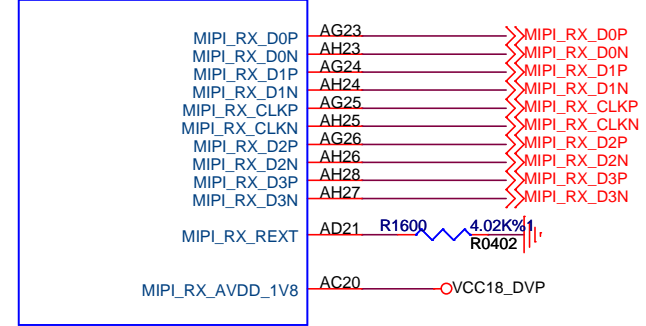 MIPI_RX_D0P AG23 MIPI_RX_D0P
MIPI_RX_D0N AH23 MIPI_RX_D0N
MIPI_RX_D1P AG24 MIPI_RX_D1P
MIPI_RX_D1N AH24 MIPI_RX_D1N
MIPI_RX_CLKP AG25 MIPI_RX_CLKP
MIPI_RX_CLKN AH25 MIPI_RX_CLKN
MIPI_RX_D2P AG26 MIPI_RX_D2P
MIPI_RX_D2N AH26 MIPI_RX_D2N
MIPI_RX_D3P AH28 MIPI_RX_D3P
MIPI_RX_D3N AH27 MIPI_RX_D3N
MIPI_RX_REXT AD21 R1600 4.02K%1
R0402
MIPI_RX_AVDD_1V8 AC20 VCC18_DVP